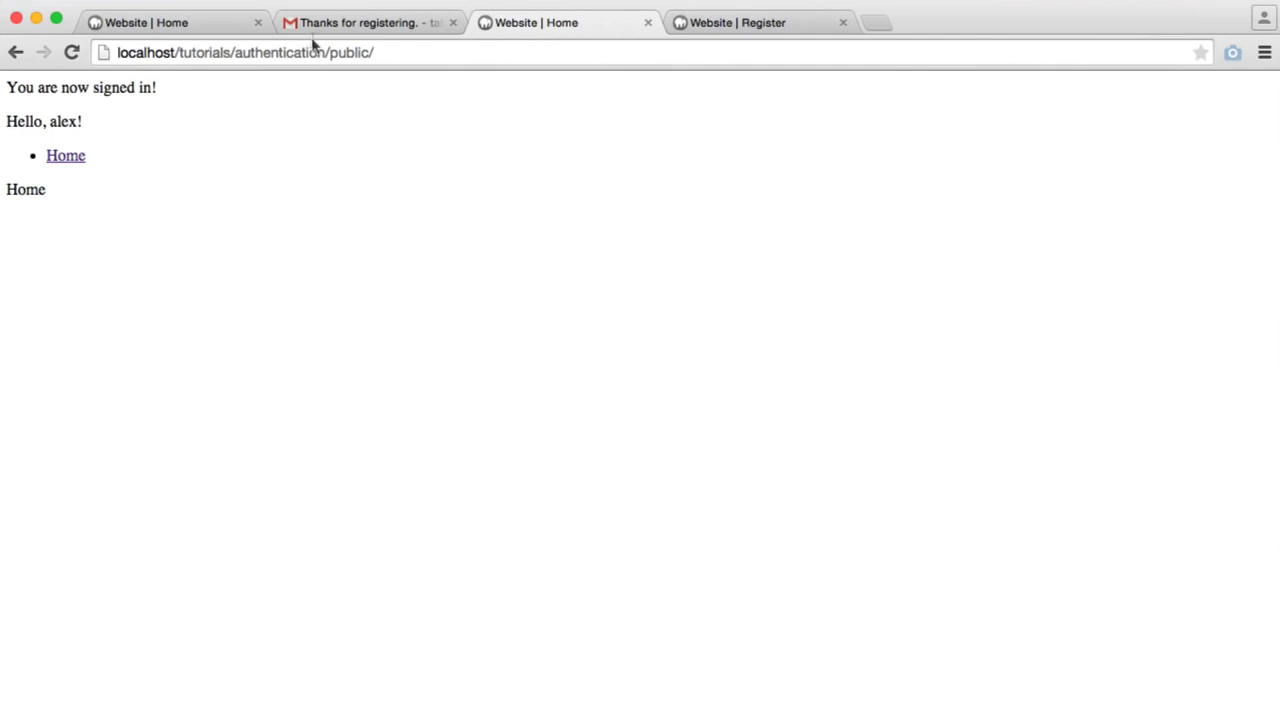 Website | Home
Thanks for registering. - ta
Website | Home
Website | Register
localhost/tutorials/authentication/public/
You are now signed in!
Hello, alex!
Home
Home